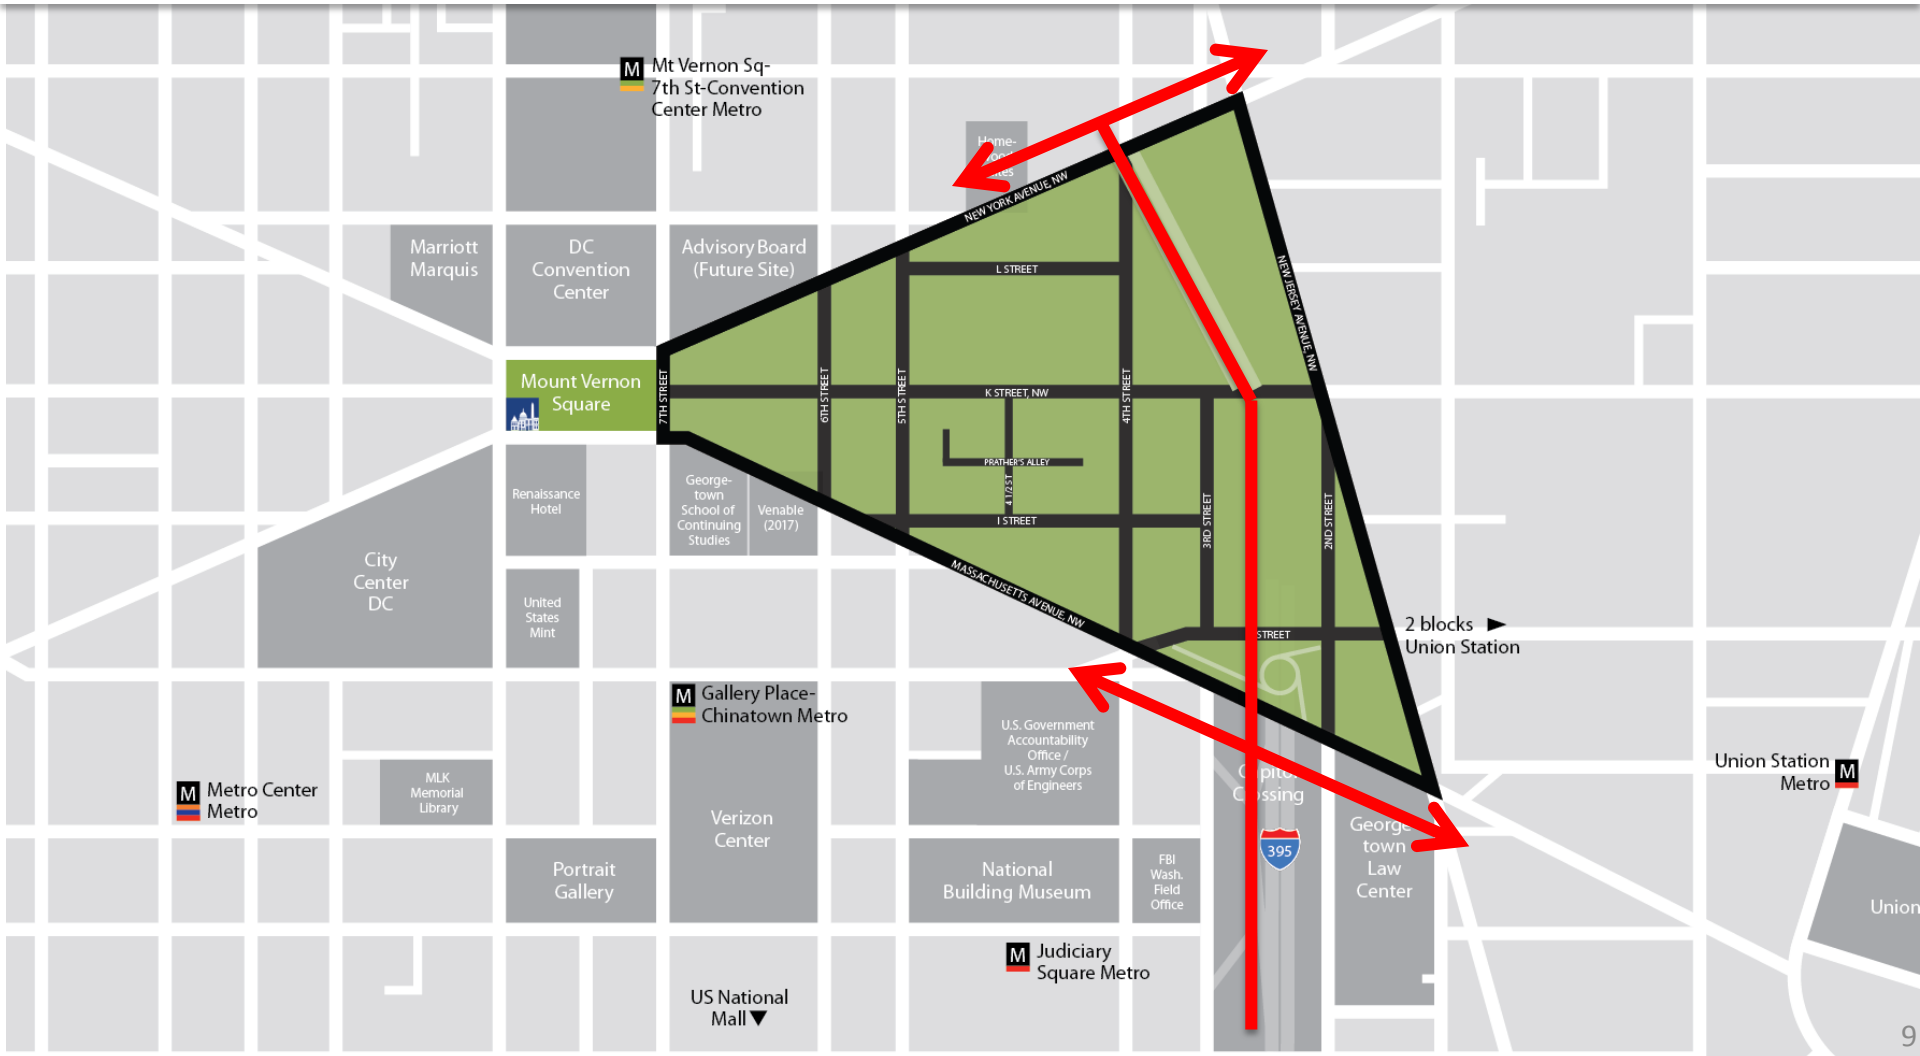 M
Mt Vernon Sq-
7th St-Convention
Center Metro
Home-
NEW YORK AVENUE, NW
Marriott
Marquis
DC
Convention
Center
Advisory Board
(Future Site)
L STREET
NEW JERSEY AVENUE, NW
Mount Vernon
Square
7TH STREET
6TH STREET
5TH STREET
K STREET, NW
4TH STREET
PRATHER'S ALLEY
4 1/2 ST
I STREET
3RD STREET
2ND STREET
Renaissance
Hotel
George-
town
School of
Continuing
Studies
Venable
(2017)
City
Center
DC
United
States
Mint
MASSACHUSETTS AVENUE, NW
STREET
2 blocks
Union Station
M
Gallery Place-
Chinatown Metro
U.S. Government
Accountability
Office /
U.S. Army Corps
of Engineers
Crossing
395
Union Station
Metro
M
M
Metro Center
Metro
MLK
Memorial
Library
Verizon
Center
Portrait
Gallery
National
Building Museum
FBI
Wash.
Field
Office
George
town
Law
Center
Union
M
Judiciary
Square Metro
US National
Mall
9